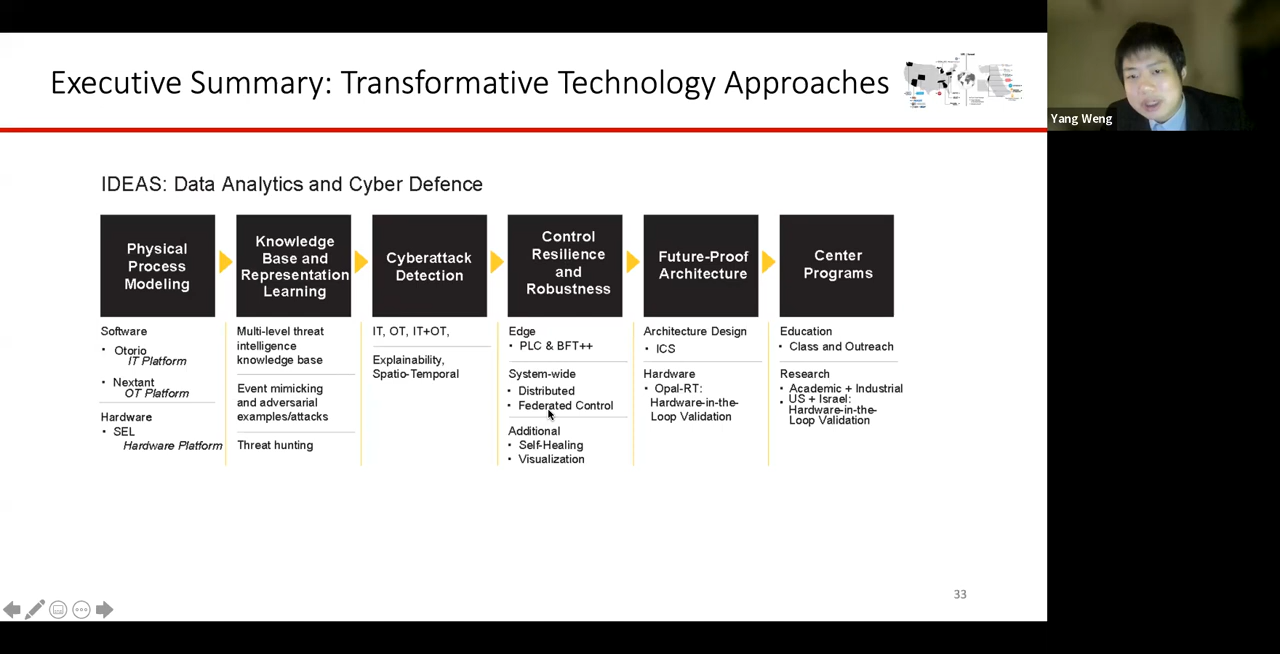 Executive Summary: Transformative Technology Approaches
Yang Weng
IDEAS: Data Analytics and Cyber Defence
Physical
Process
Modeling
Software
• Otorio
IT Platform
• Nextant
OT Platform
Hardware
• SEL
Hardware Platform
Knowledge
Base and
Representation
Learning
Multi-level threat
intelligence
knowledge base
Event mimicking
and adversarial
examples/attacks
Threat hunting
Cyberattack
Detection
IT, OT, IT+OT,
Explainability,
Spatio-Temporal
Control
Resilience
and
Robustness
Edge
• PLC & BFT++
System-wide
• Distributed
• Federated Control
Additional
• Self-Healing
• Visualization
Future-Proof
Architecture
Architecture Design
• ICS
Hardware
• Opal-RT:
Hardware-in-the-
Loop Validation
Center
Programs
Education
• Class and Outreach
Research
• Academic + Industrial
• US + Israel:
Hardware-in-the-
Loop Validation
33